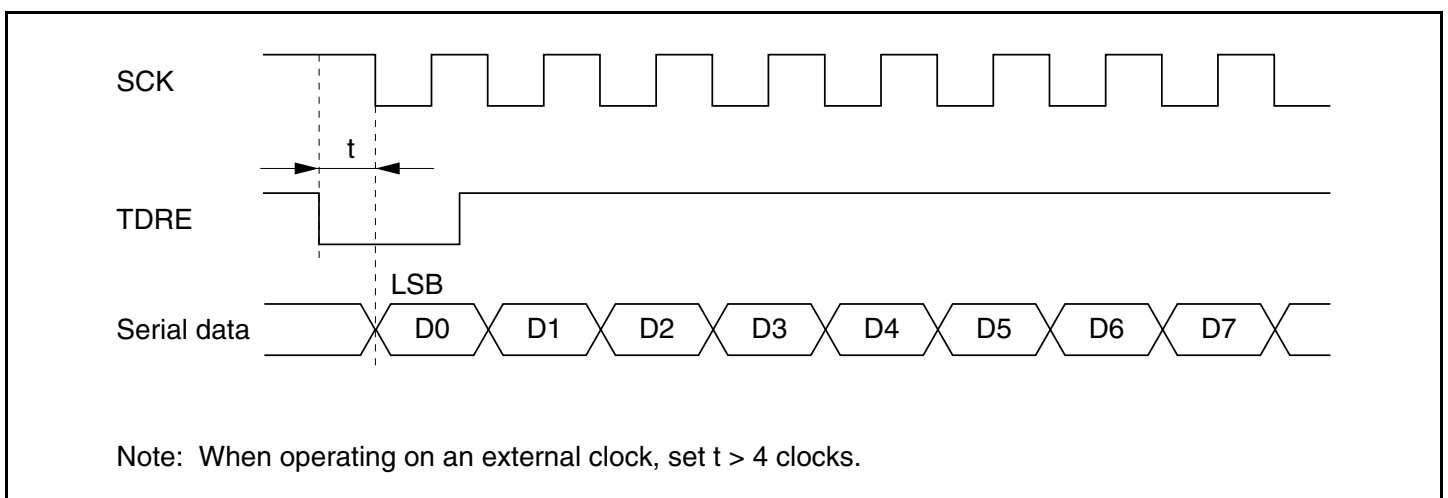 SCK
t
TDRE
LSB
Serial data D0 D1 D2 D3 D4 D5 D6 D7
Note: When operating on an external clock, set t > 4 clocks.